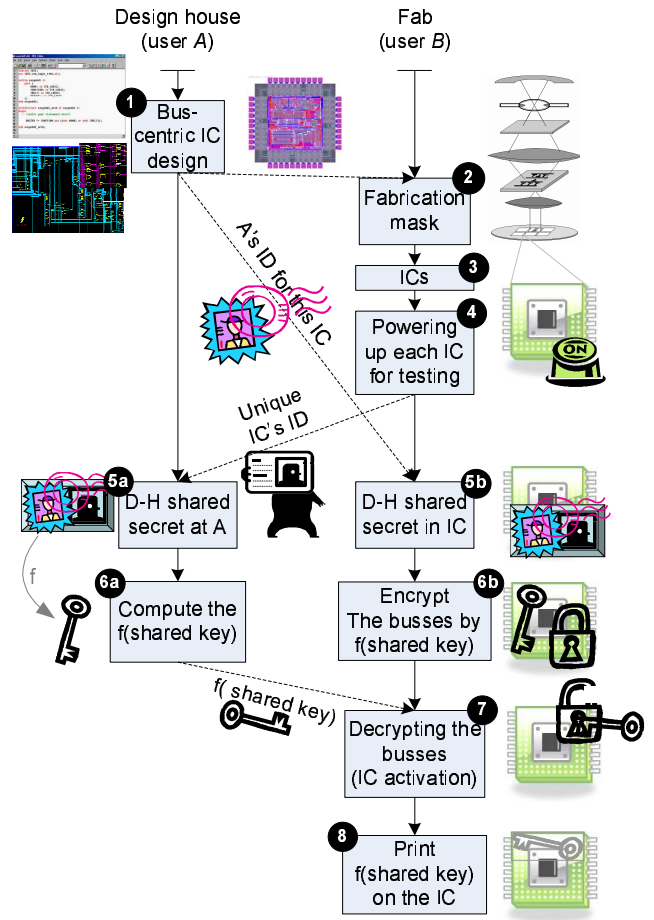 Design house
(user A)
Fab
(user B)
1
Bus-
centric IC
design
2
Fabrication
mask
3
ICs
A's ID for this IC
4
Powering
up each IC
for testing
ON
Unique
IC's ID
5a
D-H shared
secret at A
5b
D-H shared
secret in IC
f
6a
Compute the
f(shared key)
6b
Encrypt
The busses by
f(shared key)
f( shared key)
7
Decrypting the
busses
(IC activation)
8
Print
f(shared key)
on the IC